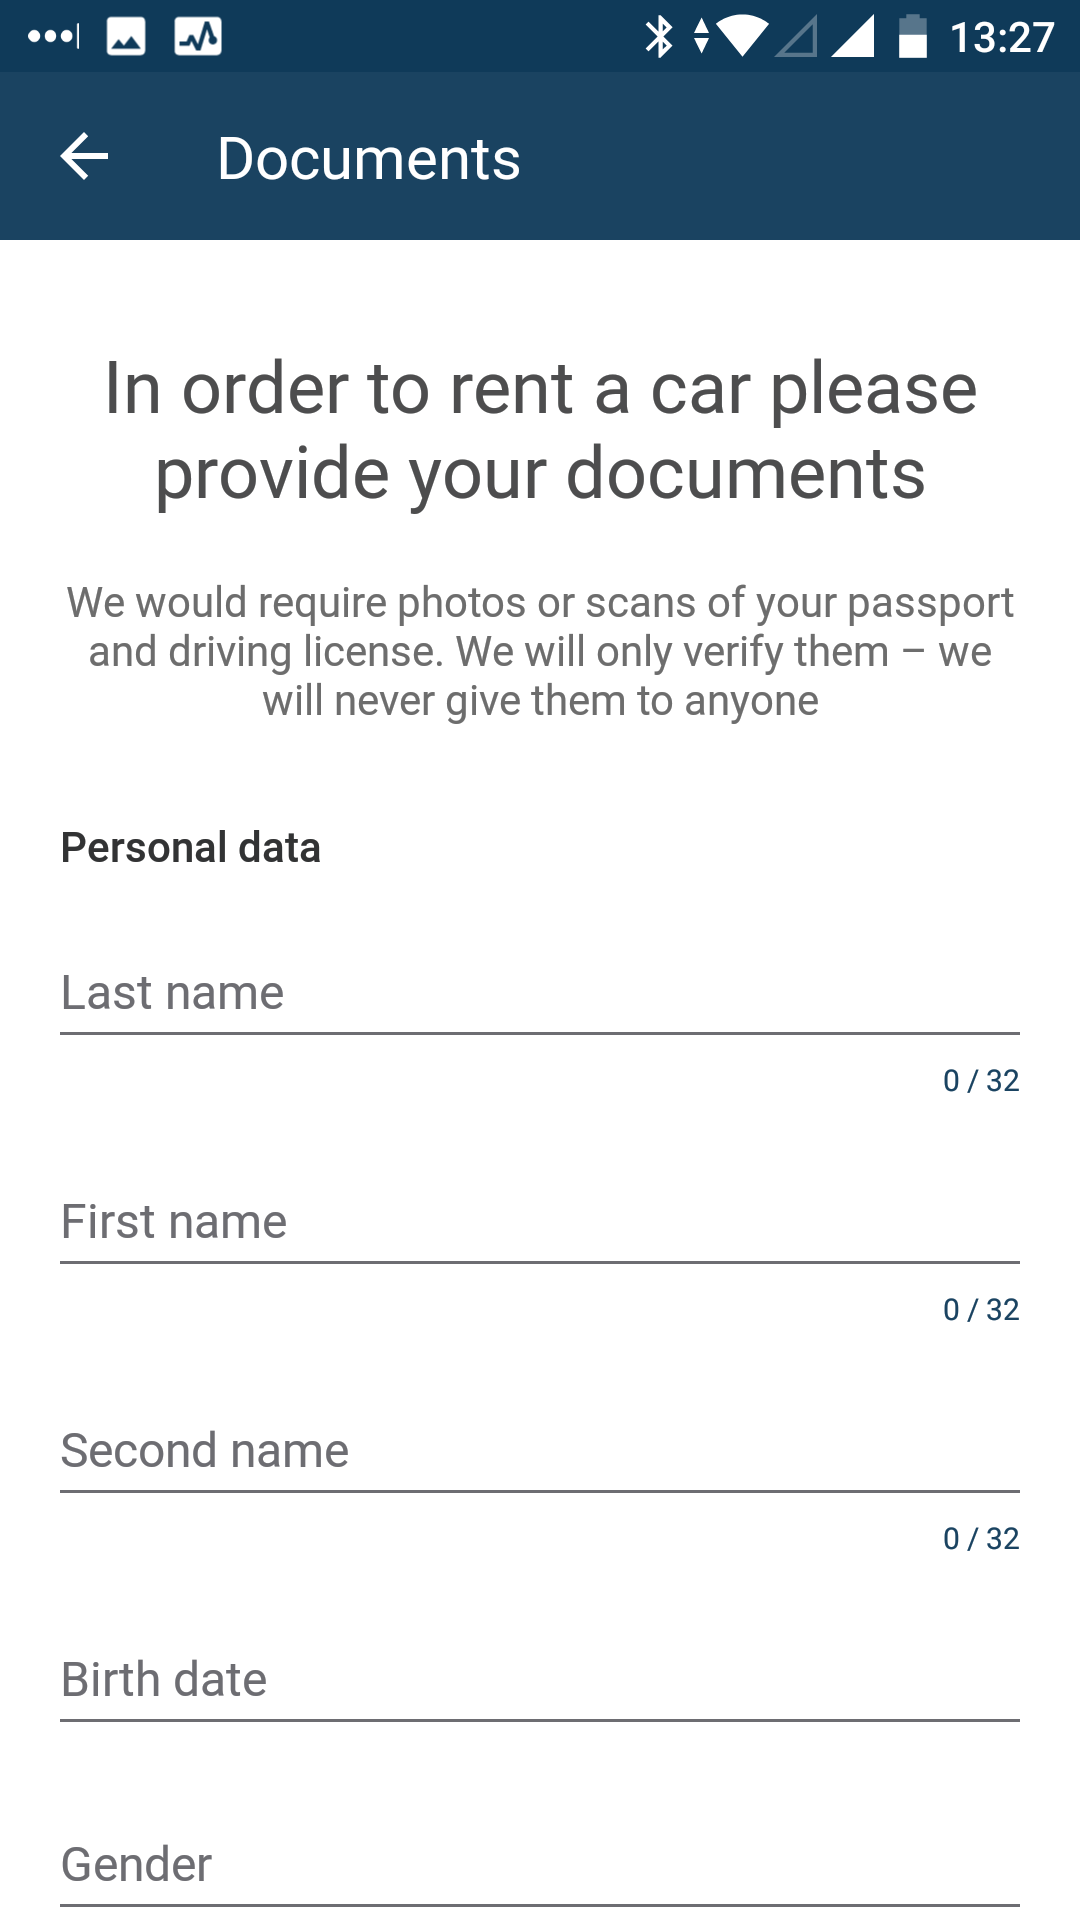 13:27
Documents
In order to rent a car please
provide your documents
We would require photos or scans of your passport
and driving license. We will only verify them – we
will never give them to anyone
Personal data
Last name
0 / 32
First name
0 / 32
Second name
0 / 32
Birth date
Gender